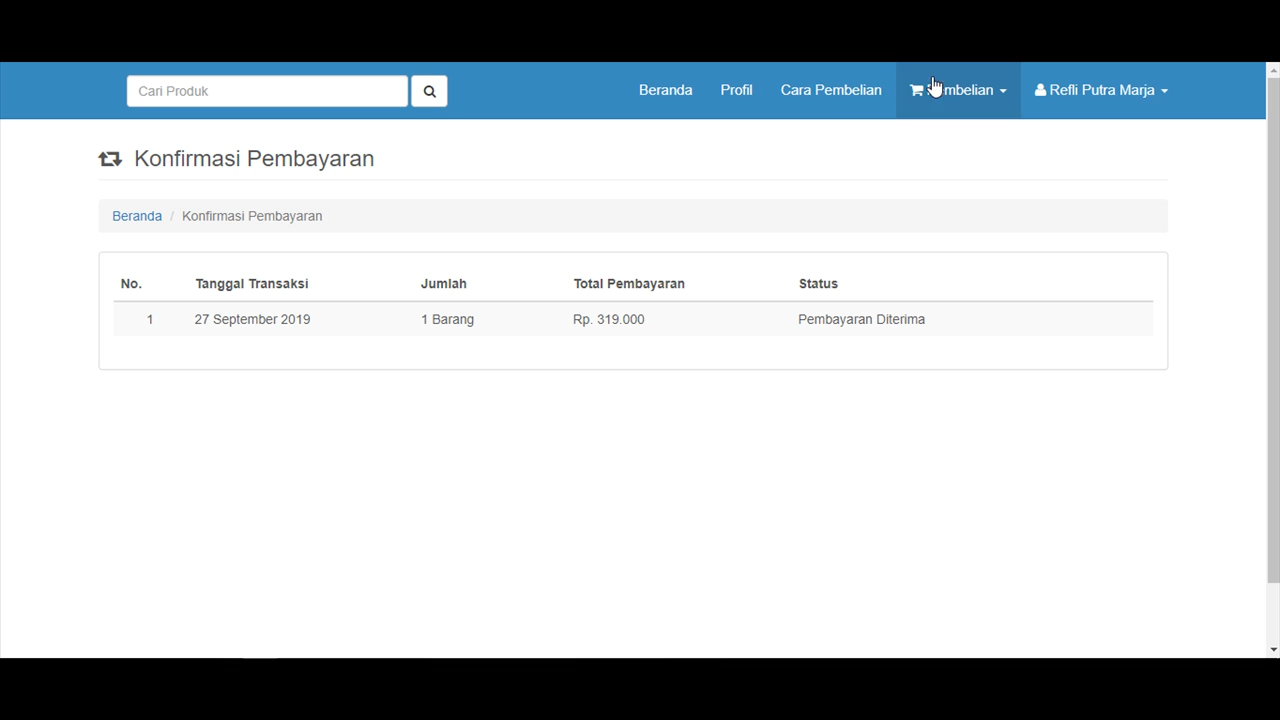 Cari Produk
Beranda Profil Cara Pembelian Refli Putra Marja
Konfirmasi Pembayaran
Beranda / Konfirmasi Pembayaran
No. Tanggal Transaksi Jumlah Total Pembayaran Status
1 27 September 2019 1 Barang Rp. 319.000 Pembayaran Diterima